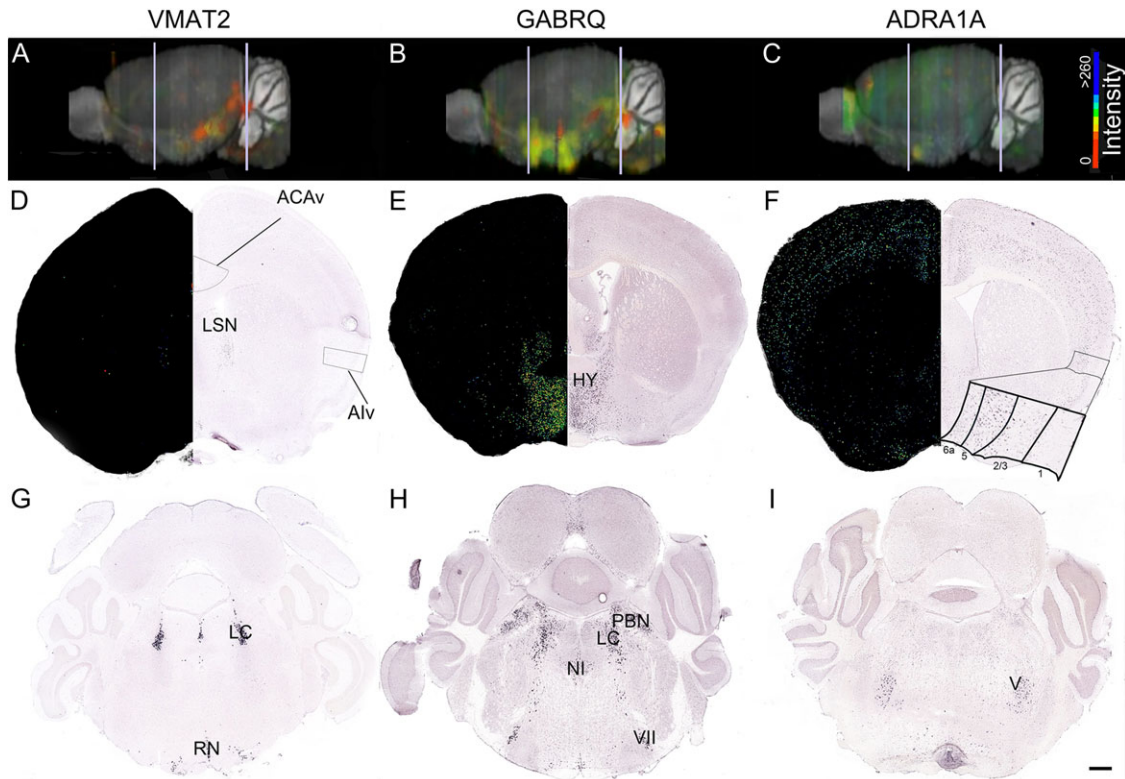 VMAT2
GABRQ
ADRA1A
A
B
C
0 >260
Intensity
D
ACAv
LSN
AIv
E
HY
F
6a
5
2/3
1
G
LC
RN
H
PBN
LC
NI
VII
I
V